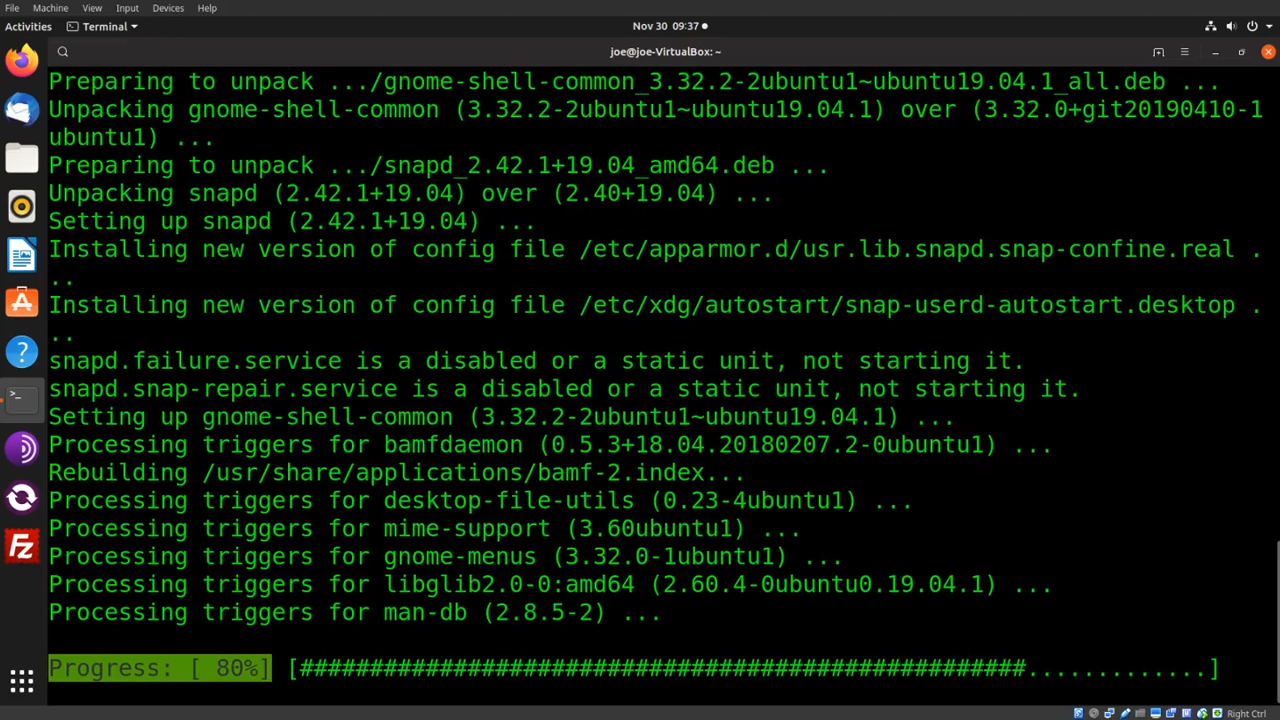 File Machine View Input Devices Help
Activities Terminal Nov 30 09:37
joe@joe-VirtualBox: ~
Preparing to unpack .../gnome-shell-common_3.32.2-2ubuntu1~ubuntu19.04.1_all.deb ...
Unpacking gnome-shell-common (3.32.2-2ubuntu1~ubuntu19.04.1) over (3.32.0+git20190410-1
ubuntu1) ...
Preparing to unpack .../snapd_2.42.1+19.04_amd64.deb ...
Unpacking snapd (2.42.1+19.04) over (2.40+19.04) ...
Setting up snapd (2.42.1+19.04) ...
Installing new version of config file /etc/apparmor.d/usr.lib.snapd.snap-confine.real .
..
Installing new version of config file /etc/xdg/autostart/snap-userd-autostart.desktop .
..
snapd.failure.service is a disabled or a static unit, not starting it.
snapd.snap-repair.service is a disabled or a static unit, not starting it.
Setting up gnome-shell-common (3.32.2-2ubuntu1~ubuntu19.04.1) ...
Processing triggers for bamfdaemon (0.5.3+18.04.20180207.2-0ubuntu1) ...
Rebuilding /usr/share/applications/bamf-2.index...
Processing triggers for desktop-file-utils (0.23-4ubuntu1) ...
Processing triggers for mime-support (3.60ubuntu1) ...
Processing triggers for gnome-menus (3.32.0-1ubuntu1) ...
Processing triggers for libglib2.0-0:amd64 (2.60.4-0ubuntu0.19.04.1) ...
Processing triggers for man-db (2.8.5-2) ...
Progress: [ 80%] [####################################################.............]
Right Ctrl